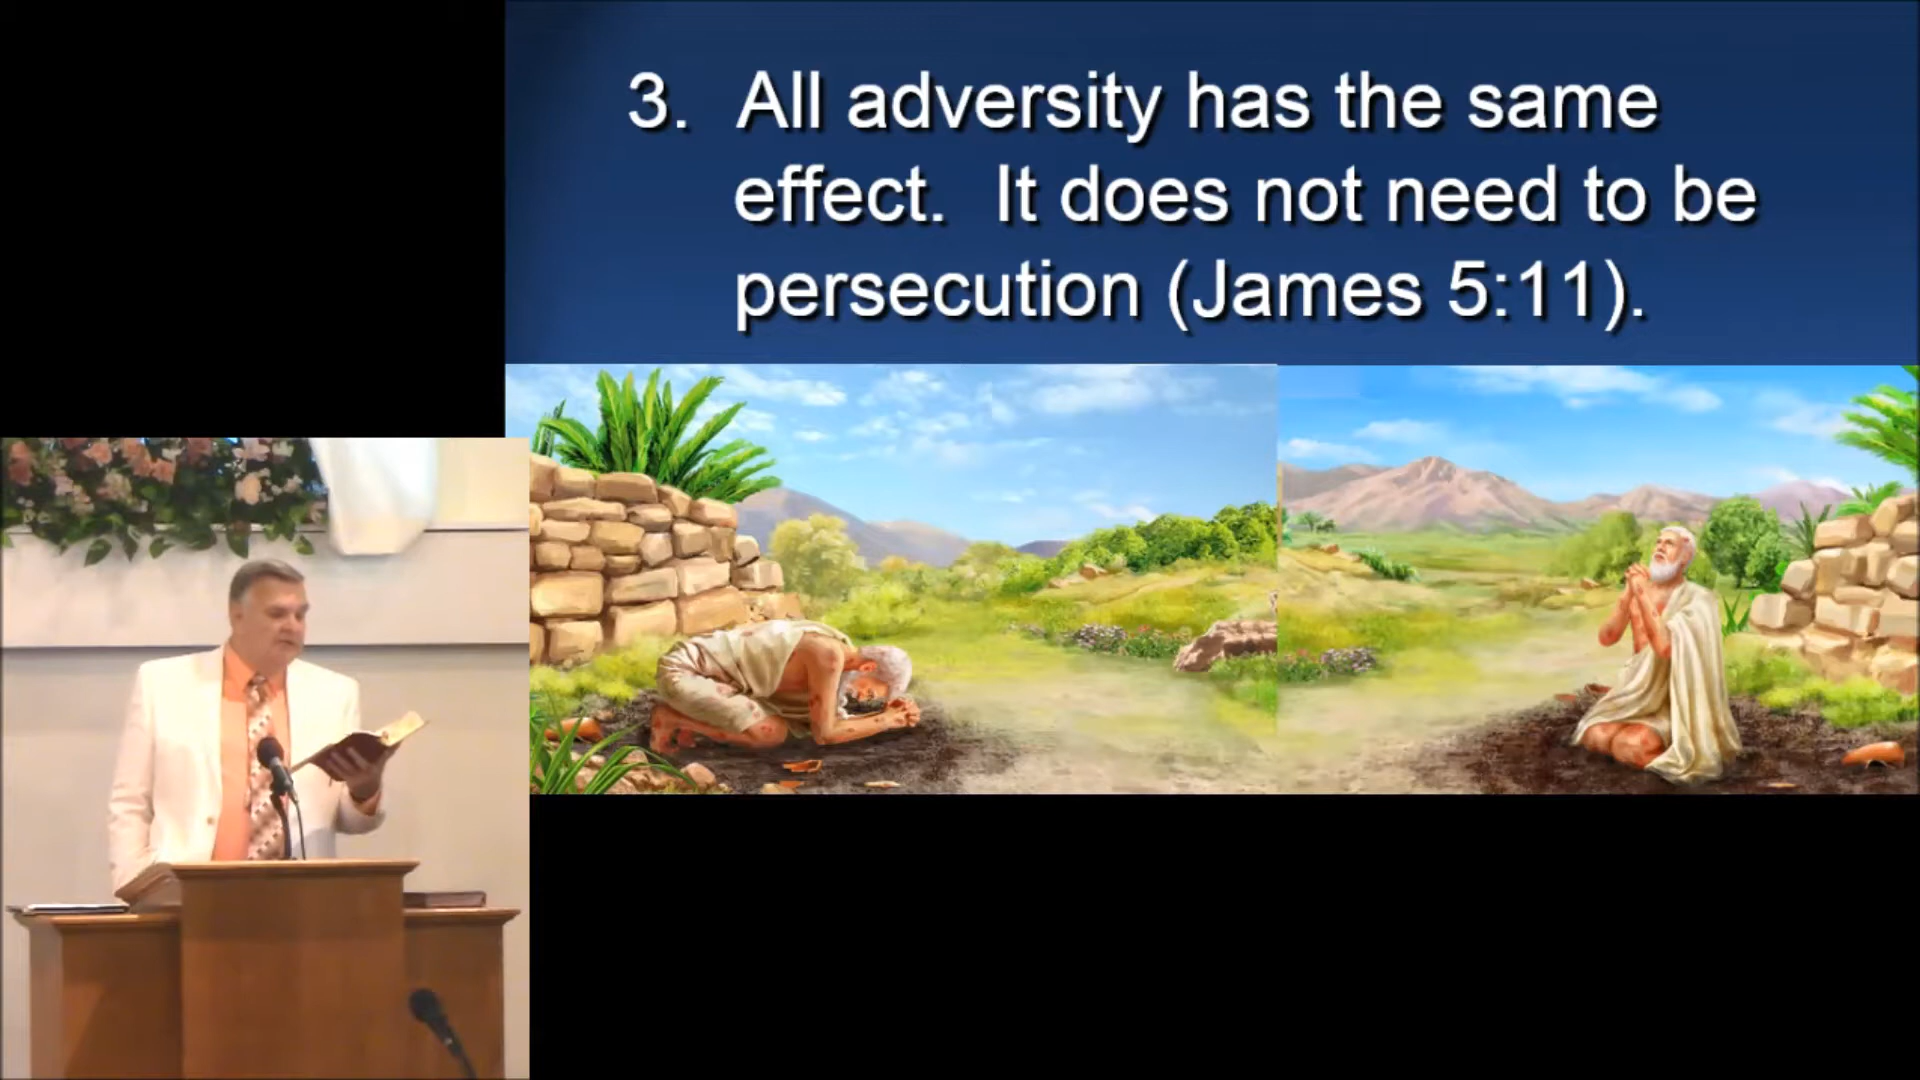 3. All adversity has the same
effect. It does not need to be
persecution (James 5:11).